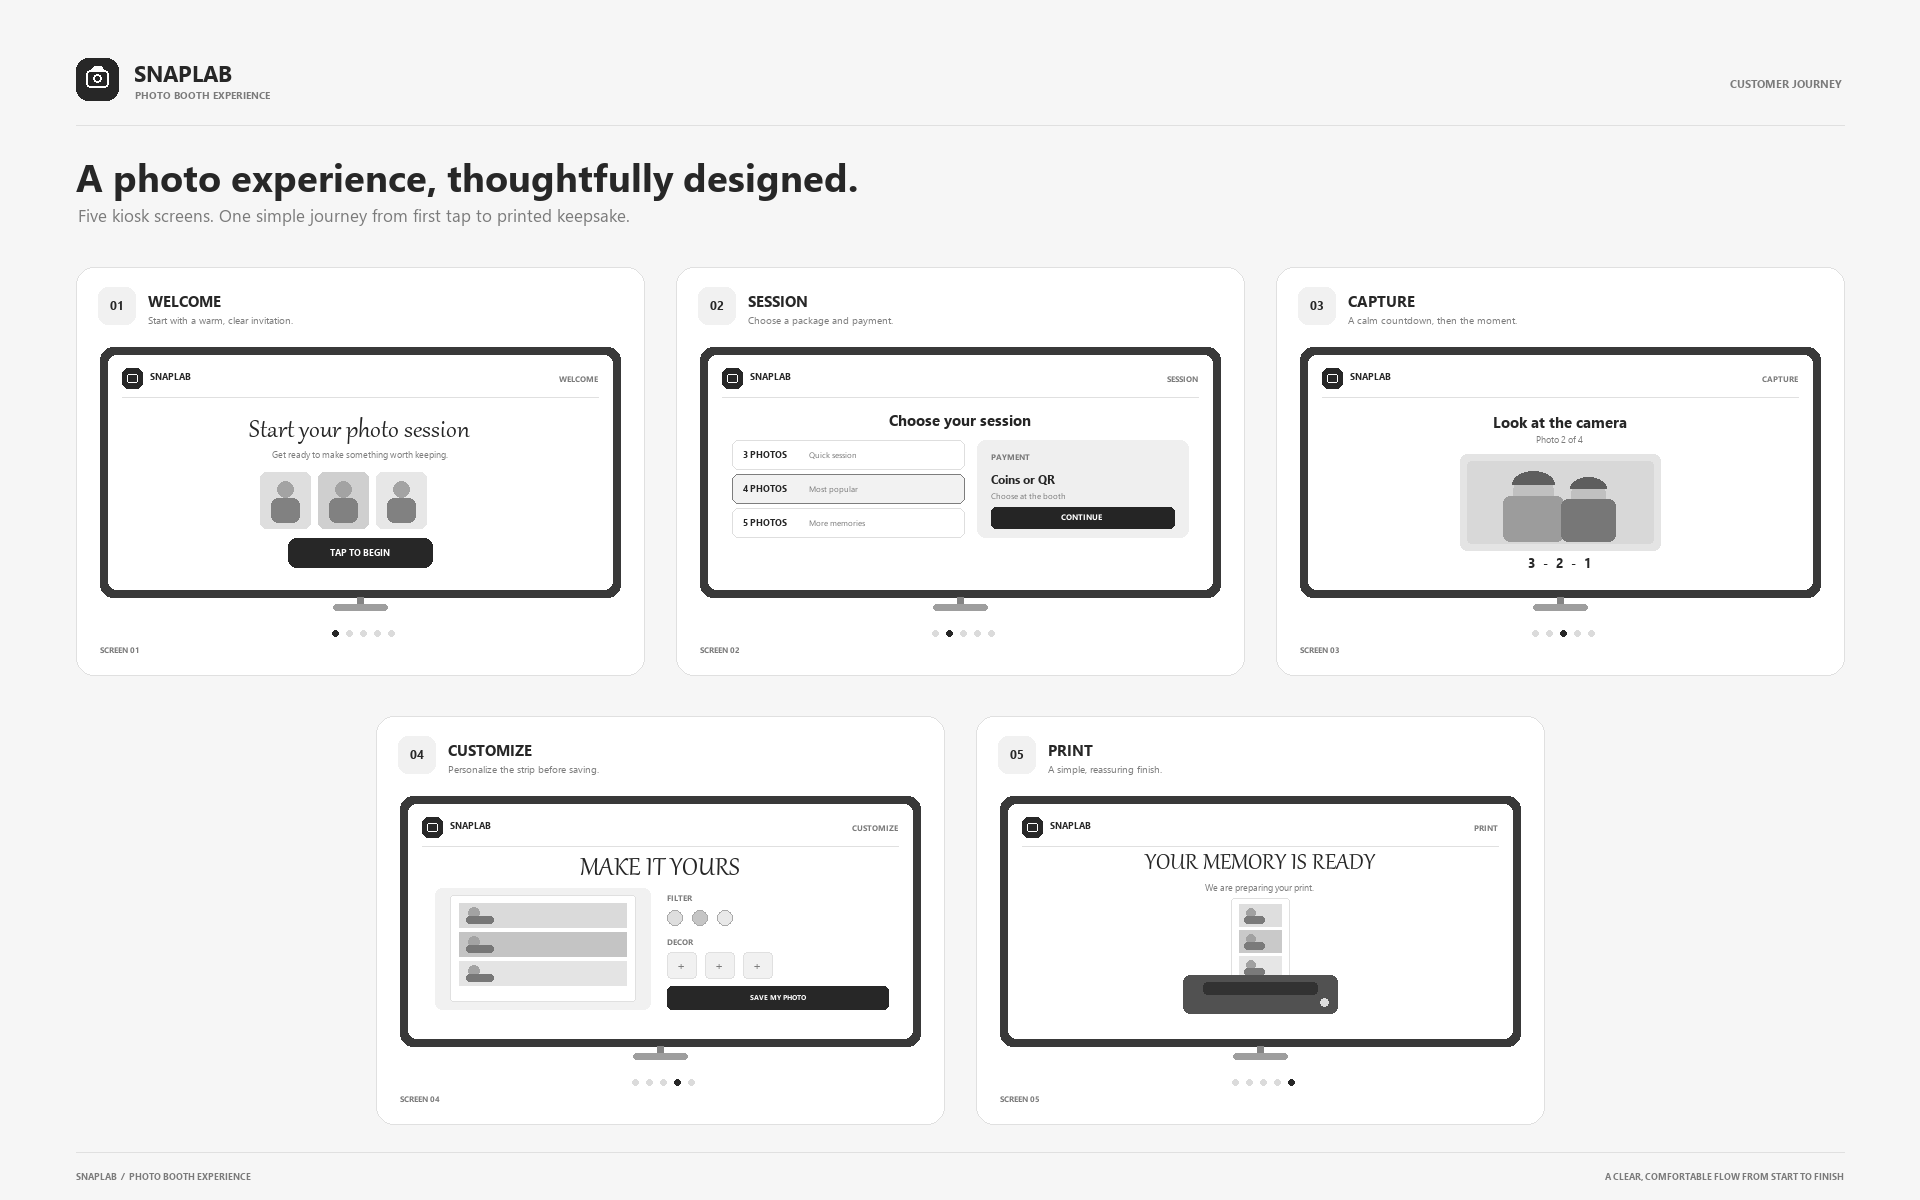 SNAPLAB
PHOTO BOOTH EXPERIENCE
CUSTOMER JOURNEY
A photo experience, thoughtfully designed.
Five kiosk screens. One simple journey from first tap to printed keepsake.
01
WELCOME
Start with a warm, clear invitation.
SNAPLAB
WELCOME
Start your photo session
Get ready to make something worth keeping.
TAP TO BEGIN
SCREEN 01
02
SESSION
Choose a package and payment.
SNAPLAB
SESSION
Choose your session
3 PHOTOS Quick session
4 PHOTOS Most popular
5 PHOTOS More memories
PAYMENT
Coins or QR
Choose at the booth
CONTINUE
SCREEN 02
03
CAPTURE
A calm countdown, then the moment.
SNAPLAB
CAPTURE
Look at the camera
Photo 2 of 4
3 - 2 - 1
SCREEN 03
04
CUSTOMIZE
Personalize the strip before saving.
SNAPLAB
CUSTOMIZE
MAKE IT YOURS
FILTER
DECOR
+ + +
SAVE MY PHOTO
SCREEN 04
05
PRINT
A simple, reassuring finish.
SNAPLAB
PRINT
YOUR MEMORY IS READY
We are preparing your print.
SCREEN 05
SNAPLAB / PHOTO BOOTH EXPERIENCE
A CLEAR, COMFORTABLE FLOW FROM START TO FINISH